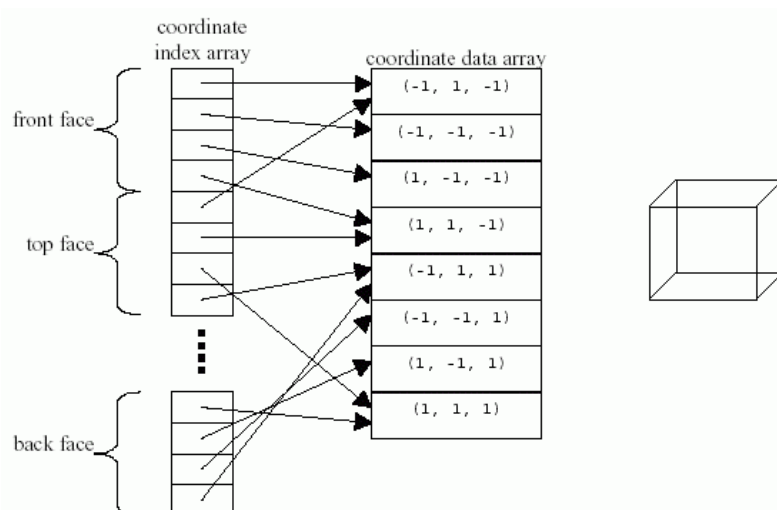 coordinate
index array
coordinate data array
front face
top face
back face
(-1, 1, -1)
(-1, -1, -1)
(1, -1, -1)
(1, 1, -1)
(-1, 1, 1)
(-1, -1, 1)
(1, -1, 1)
(1, 1, 1)